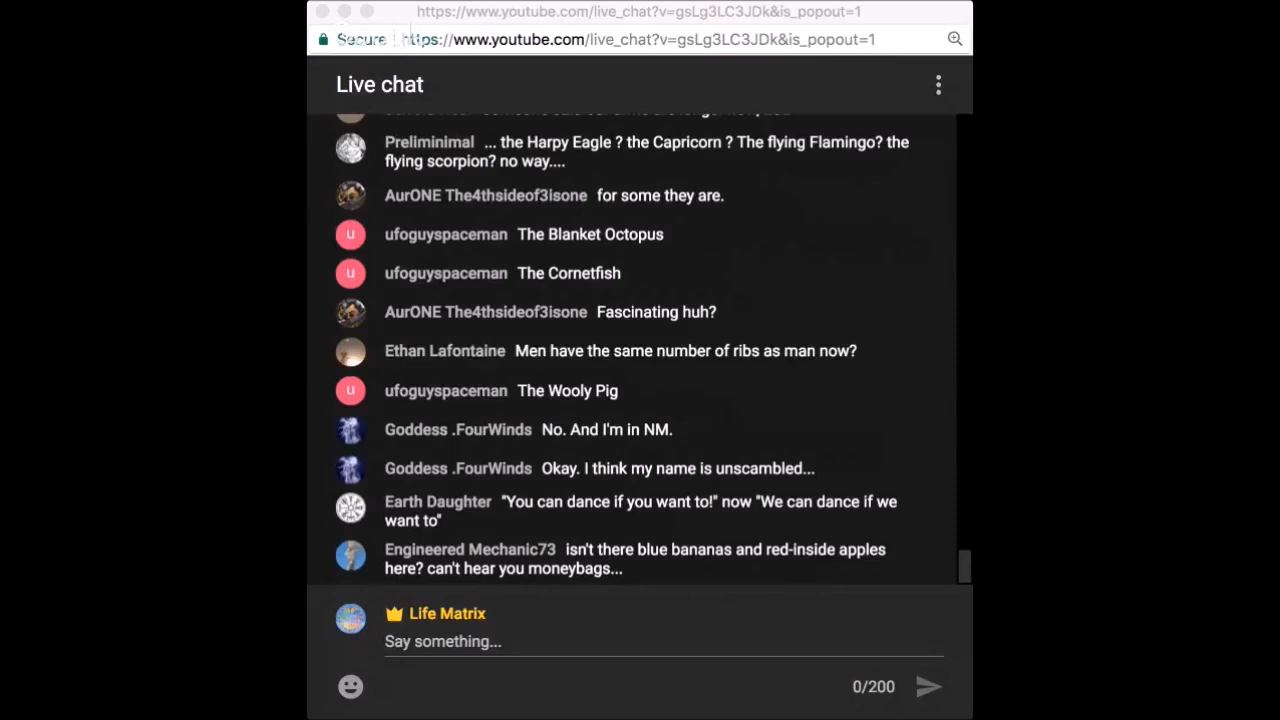 https://www.youtube.com/live_chat?v=gsLg3LC3JDk&is_popout=1
Secure https://www.youtube.com/live_chat?v=gsLg3LC3JDk&is_popout=1
Live chat
Preliminimal ... the Harpy Eagle ? the Capricorn ? The flying Flamingo? the
flying scorpion? no way....
AurONE The4thsideof3isone for some they are.
U ufoguyspaceman The Blanket Octopus
U ufoguyspaceman The Cornetfish
AurONE The4thsideof3isone Fascinating huh?
Ethan Lafontaine Men have the same number of ribs as man now?
U ufoguyspaceman The Wooly Pig
Goddess .FourWinds No. And I'm in NM.
Goddess .FourWinds Okay. I think my name is unscambled...
Earth Daughter "You can dance if you want to!" now "We can dance if we
want to"
Engineered Mechanic73 isn't there blue bananas and red-inside apples
here? can't hear you moneybags...
Life Matrix
Say something...
0/200